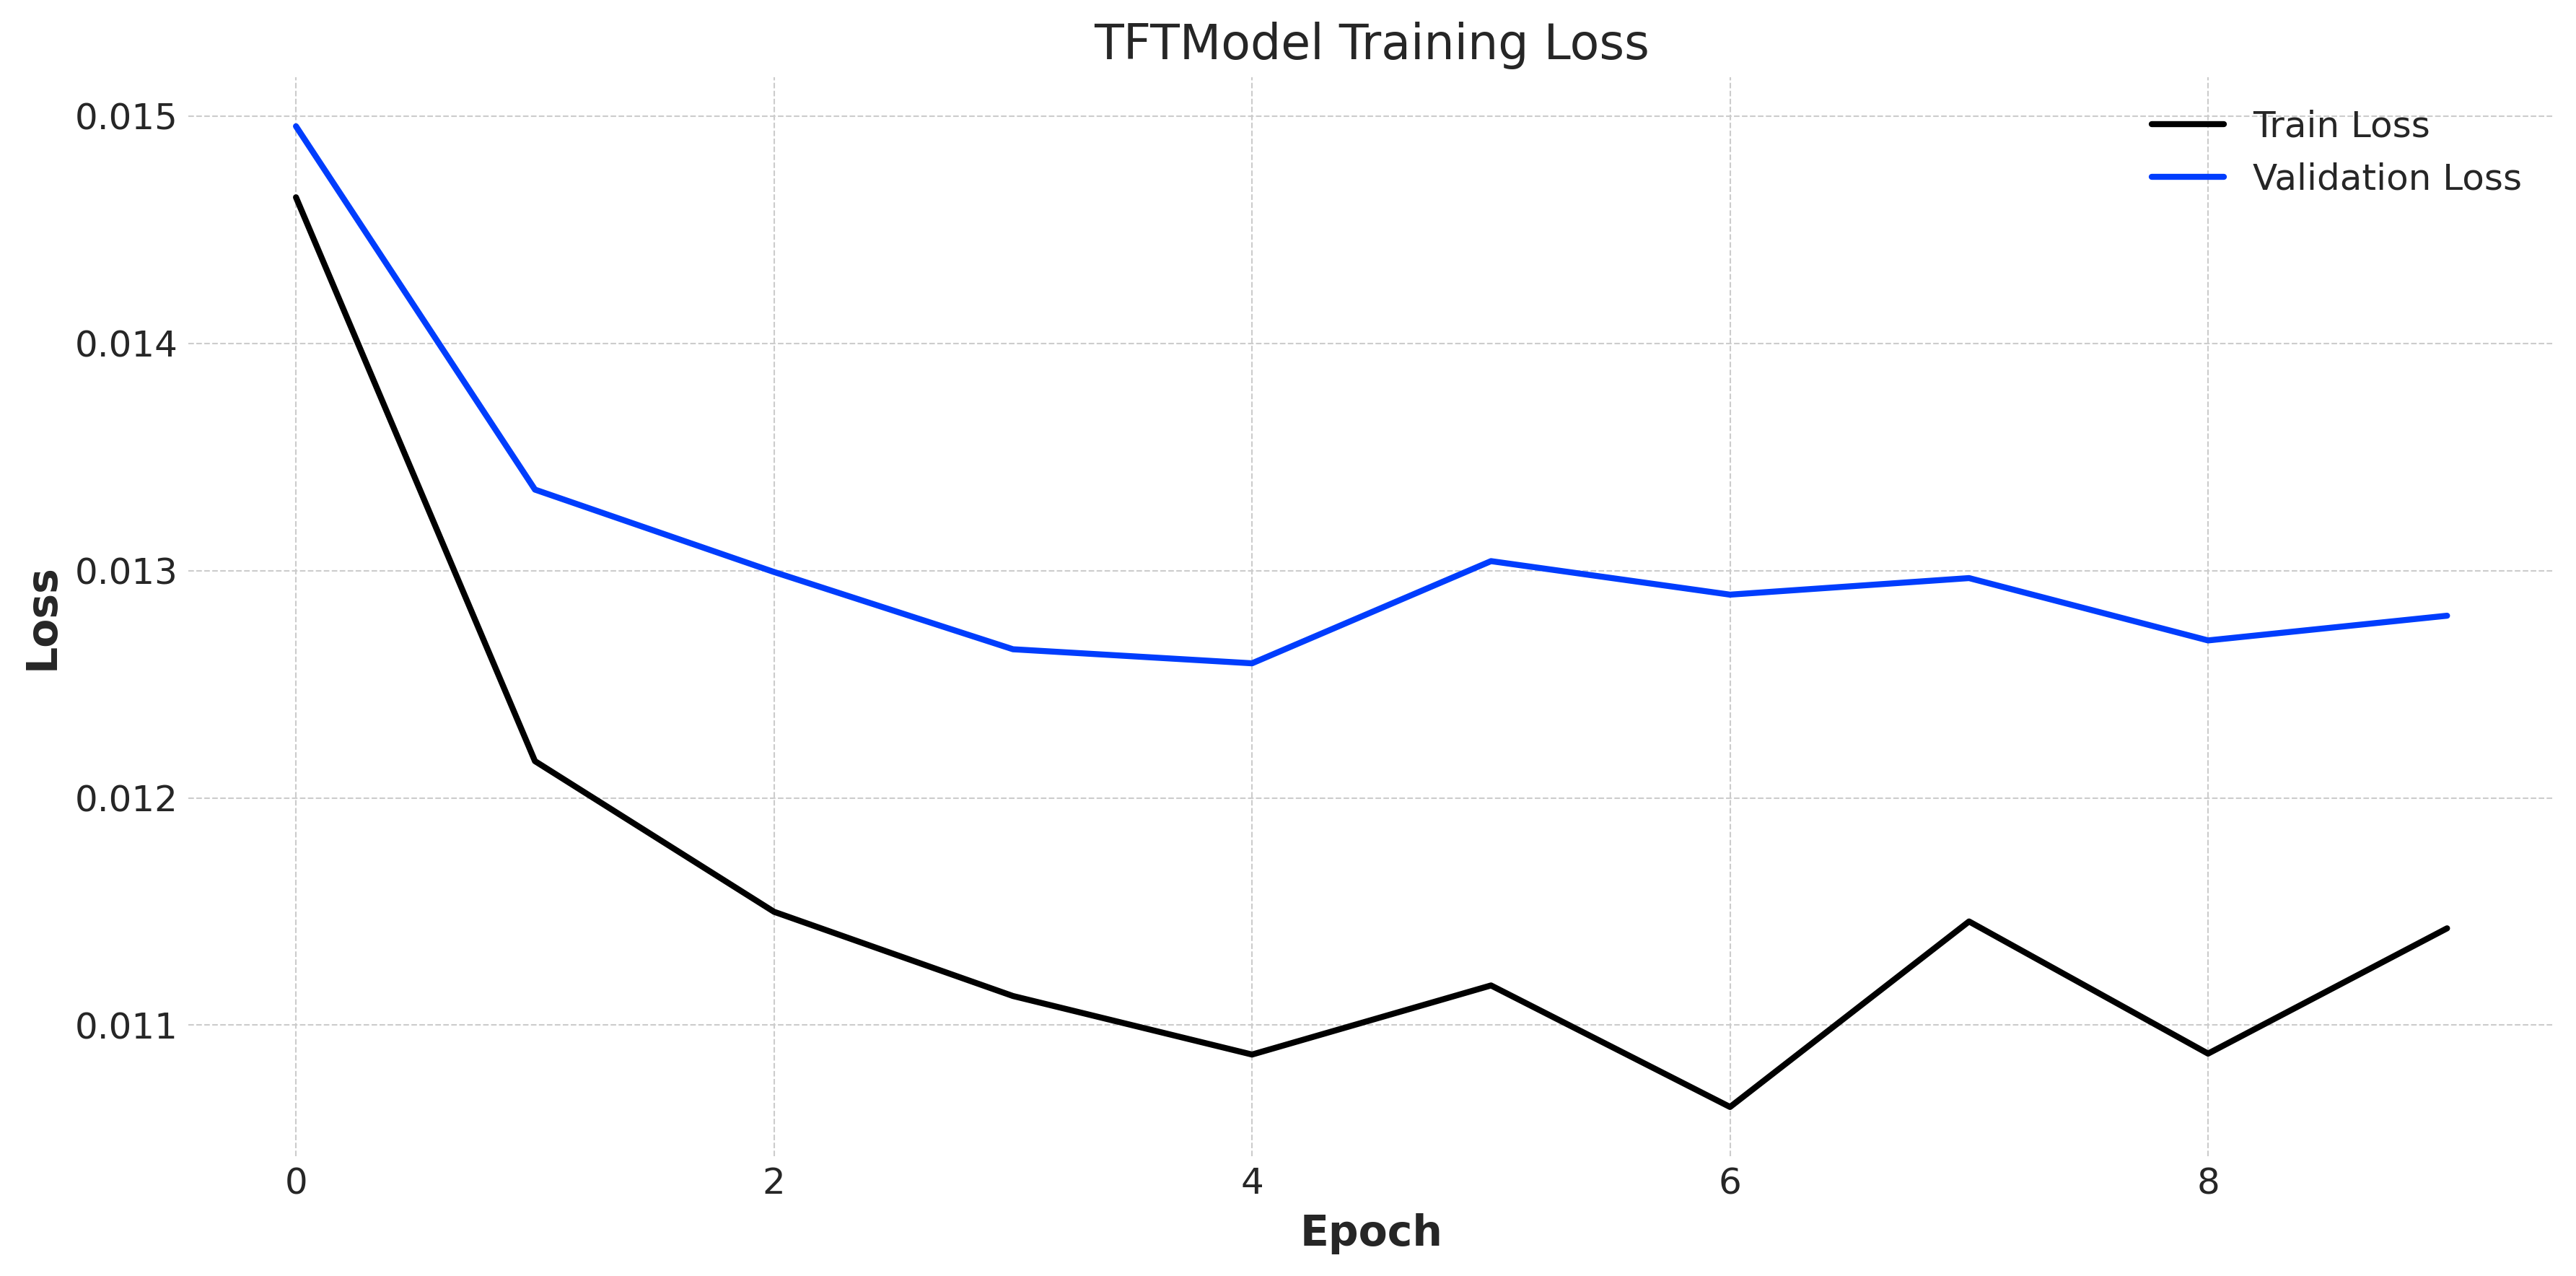 TFTModel Training Loss
0.015
0.014
0.013
0.012
0.011
Loss
Train Loss
Validation Loss
0 2 4 6 8
Epoch